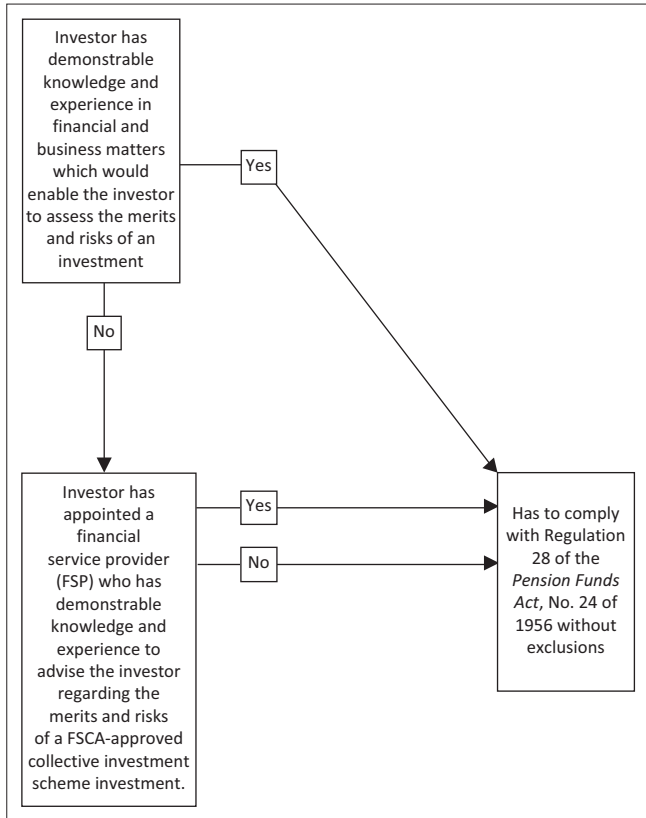 Investor has
demonstrable
knowledge and
experience in
financial and
business matters
which would
enable the investor
to assess the merits
and risks of an
investment
Yes
No
Investor has
appointed a
financial
service provider
(FSP) who has
demonstrable
knowledge and
experience to
advise the investor
regarding the
merits and risks
of a FSCA-approved
collective investment
scheme investment.
Yes
No
Has to comply
with Regulation
28 of the
Pension Funds
Act, No. 24 of
1956 without
exclusions